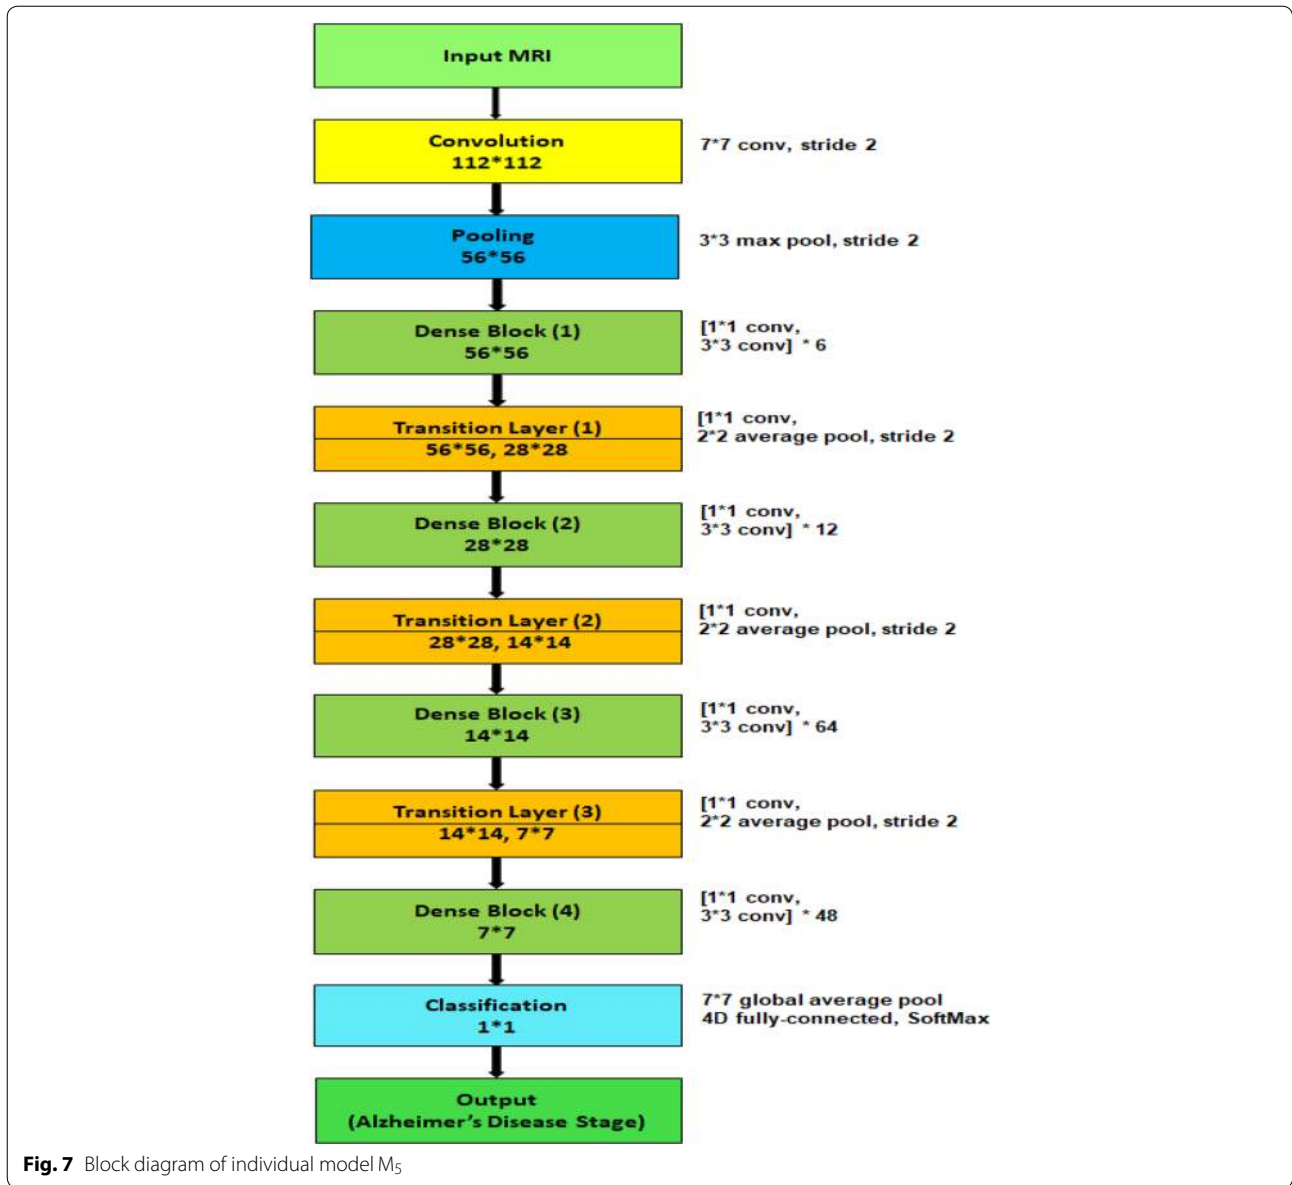 Input MRI
Convolution
112*112
7*7 conv, stride 2
Pooling
56*56
3*3 max pool, stride 2
Dense Block (1)
56*56
[1*1 conv,
3*3 conv] * 6
Transition Layer (1)
56*56, 28*28
[1*1 conv,
2*2 average pool, stride 2
Dense Block (2)
28*28
[1*1 conv,
3*3 conv] * 12
Transition Layer (2)
28*28, 14*14
[1*1 conv,
2*2 average pool, stride 2
Dense Block (3)
14*14
[1*1 conv,
3*3 conv] * 64
Transition Layer (3)
14*14, 7*7
[1*1 conv,
2*2 average pool, stride 2
Dense Block (4)
7*7
[1*1 conv,
3*3 conv] * 48
Classification
1*1
7*7 global average pool
4D fully-connected, SoftMax
Output
(Alzheimer's Disease Stage)
Fig. 7 Block diagram of individual model M₅